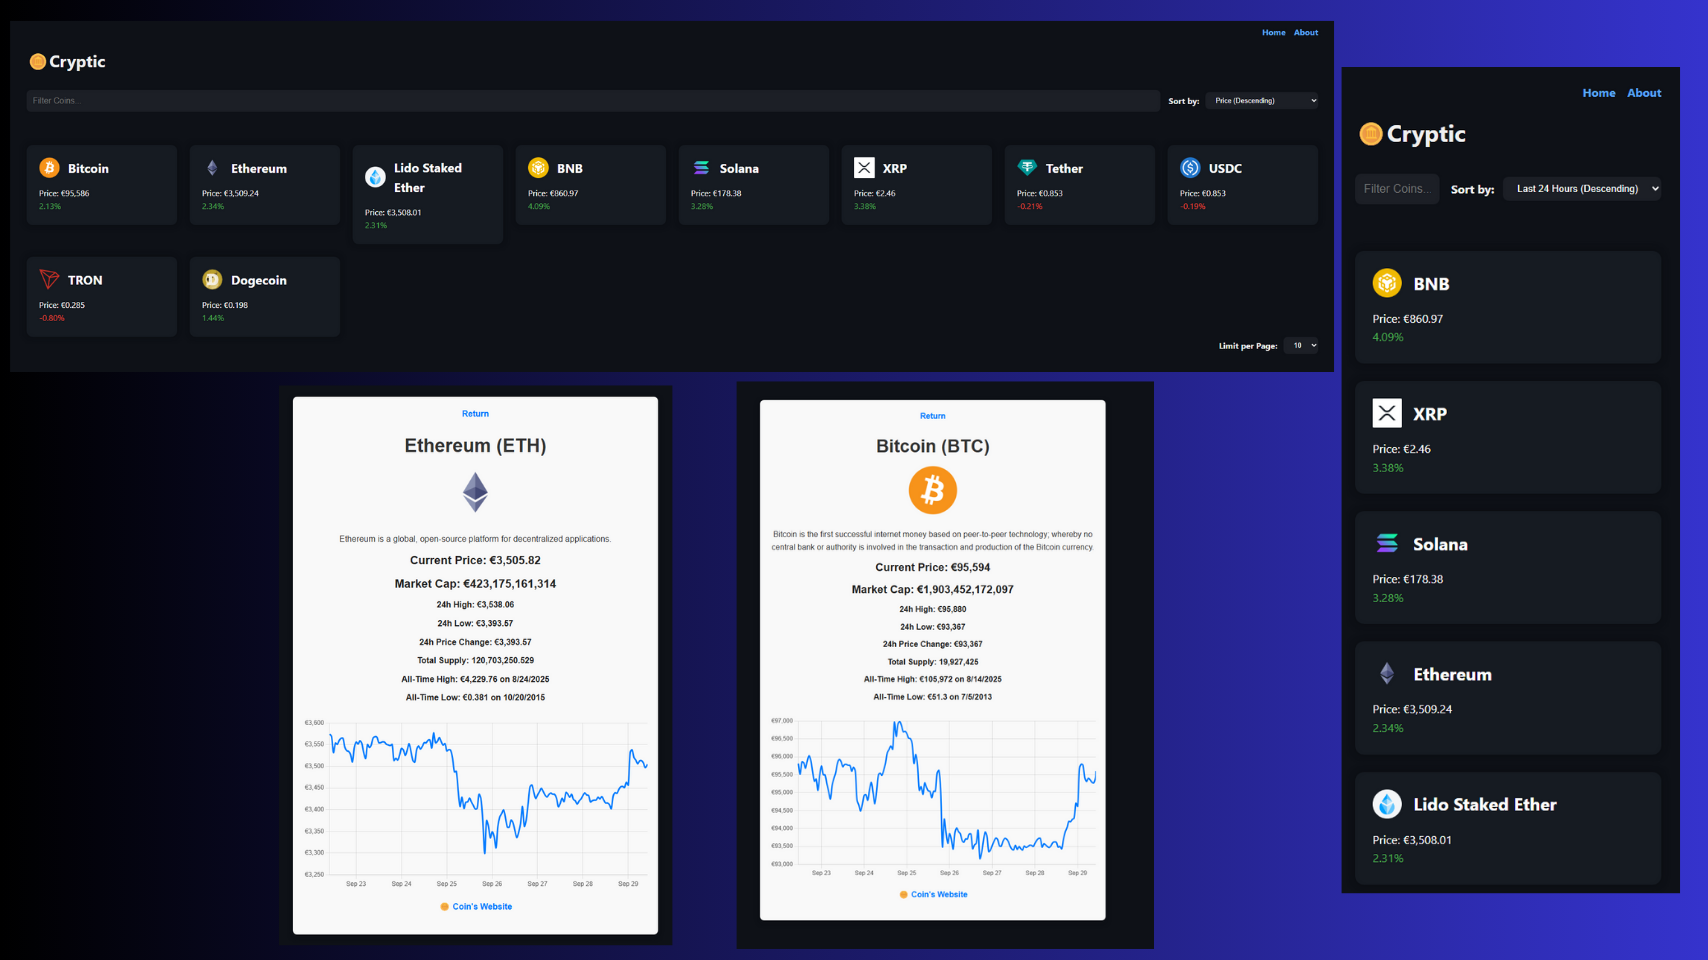 Home About
Cryptic
Filter Coins...
Sort by: Price (Descending)
Bitcoin
Price: €95,586
2.13%
Ethereum
Price: €3,509.24
2.34%
Lido Staked
Ether
Price: €3,508.01
2.31%
BNB
Price: €860.97
4.09%
Solana
Price: €178.38
3.28%
XRP
Price: €2.46
3.38%
Tether
Price: €0.853
-0.21%
USDC
Price: €0.853
-0.19%
TRON
Price: €0.285
-0.80%
Dogecoin
Price: €0.198
1.44%
Limit per Page: 10
Return
Ethereum (ETH)
Ethereum is a global, open-source platform for decentralized applications.
Current Price: €3,505.82
Market Cap: €423,175,161,314
24h High: €3,538.06
24h Low: €3,393.57
24h Price Change: €3,393.57
Total Supply: 120,703,250.529
All-Time High: €4,229.76 on 8/24/2025
All-Time Low: €0.381 on 10/20/2015
€3,600
€3,550
€3,500
€3,450
€3,400
€3,350
€3,300
€3,250
Sep 23 Sep 24 Sep 25 Sep 26 Sep 27 Sep 28 Sep 29
Coin's Website
Return
Bitcoin (BTC)
Bitcoin is the first successful internet money based on peer-to-peer technology; whereby no
central bank or authority is involved in the transaction and production of the Bitcoin currency.
Current Price: €95,594
Market Cap: €1,903,452,172,097
24h High: €95,880
24h Low: €93,367
24h Price Change: €93,367
Total Supply: 19,927,425
All-Time High: €105,972 on 8/14/2025
All-Time Low: €51.3 on 7/5/2013
€97,000
€96,500
€96,000
€95,500
€95,000
€94,500
€94,000
€93,500
€93,000
Sep 23 Sep 24 Sep 25 Sep 26 Sep 27 Sep 28 Sep 29
Coin's Website
Home About
Cryptic
Filter Coins...
Sort by: Last 24 Hours (Descending)
BNB
Price: €860.97
4.09%
XRP
Price: €2.46
3.38%
Solana
Price: €178.38
3.28%
Ethereum
Price: €3,509.24
2.34%
Lido Staked Ether
Price: €3,508.01
2.31%